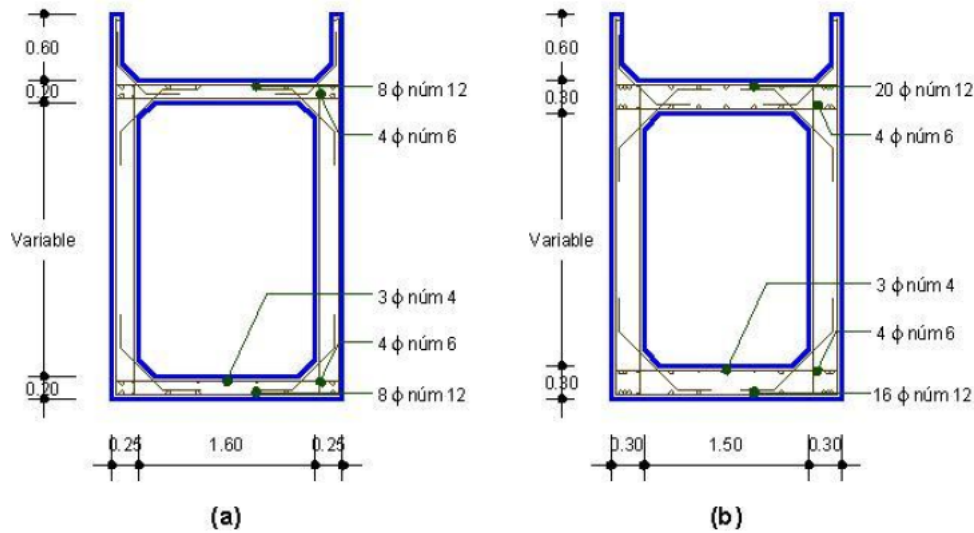 0.60
0.20
Variable
0.20
8 ϕ núm 12
4 ϕ núm 6
3 ϕ núm 4
4 ϕ núm 6
8 ϕ núm 12
0.25 1.60 0.25
(a)
0.60
0.30
Variable
0.30
20 ϕ núm 12
4 ϕ núm 6
3 ϕ núm 4
4 ϕ núm 6
16 ϕ núm 12
0.30 1.50 0.30
(b)